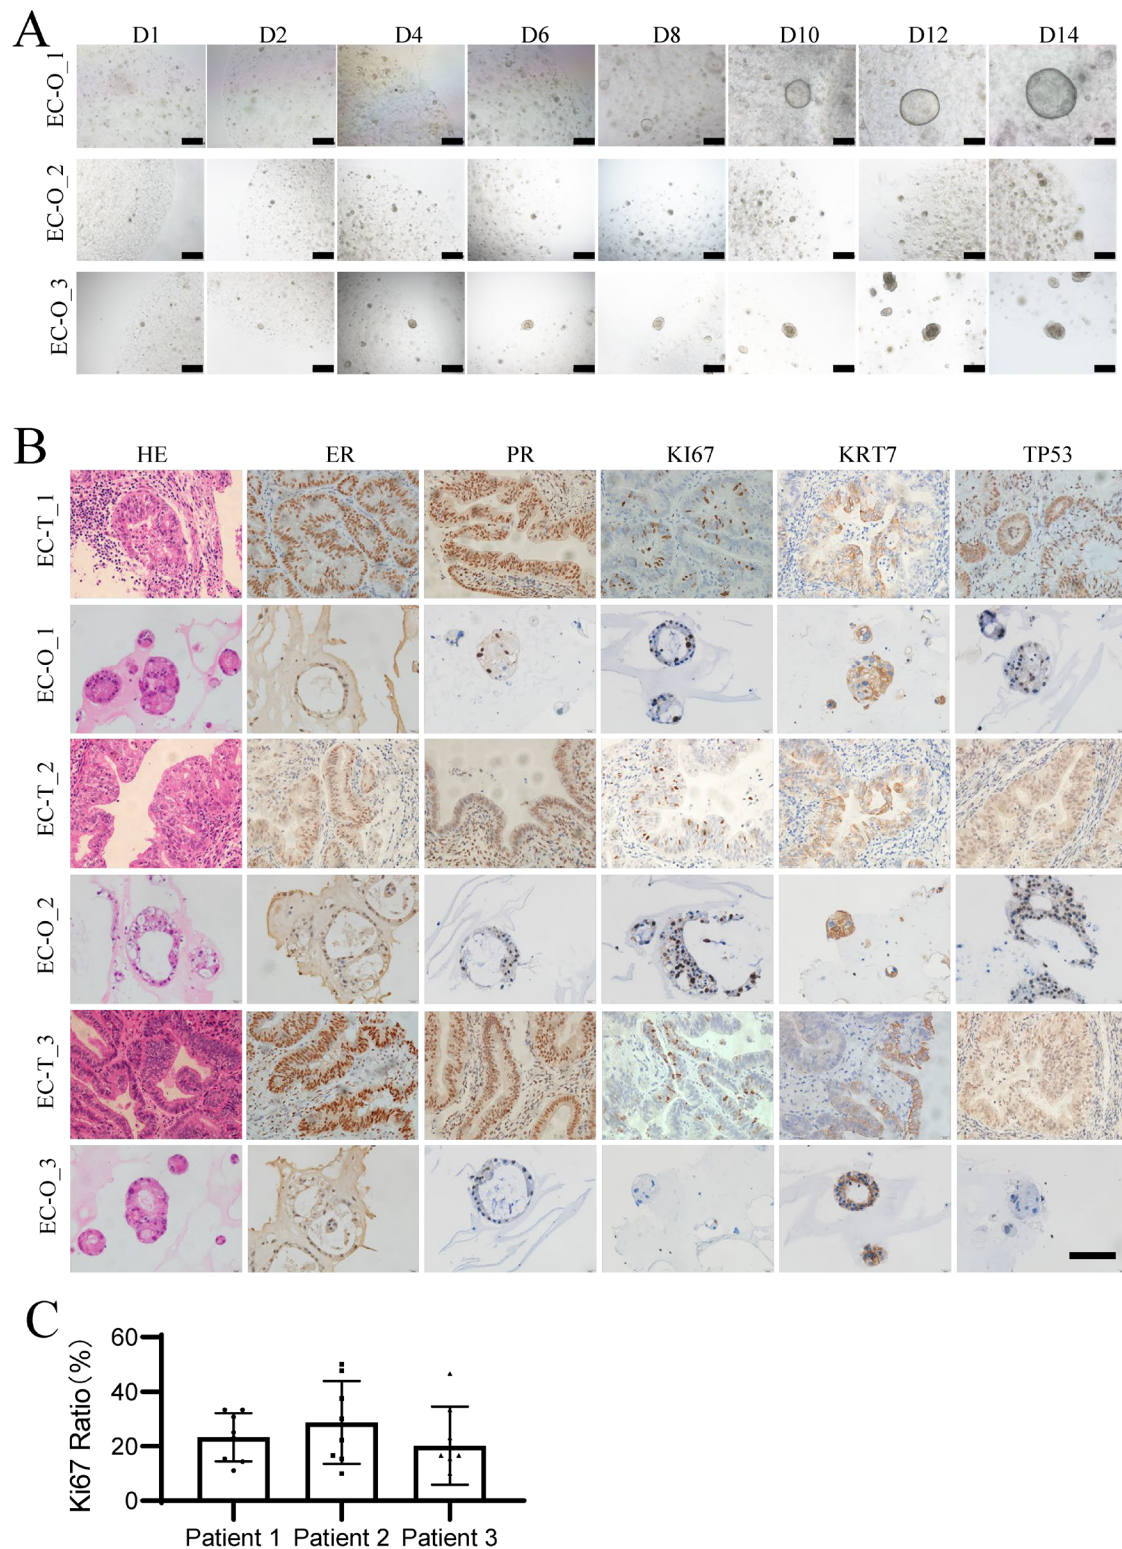 A
D1 D2 D4 D6 D8 D10 D12 D14
EC-O_1
EC-O_2
EC-O_3
B
HE ER PR KI67 KRT7 TP53
EC-T_1
EC-O_1
EC-T_2
EC-O_2
EC-T_3
EC-O_3
C
Ki67 Ratio(%)
60
40
20
0
Patient 1 Patient 2 Patient 3